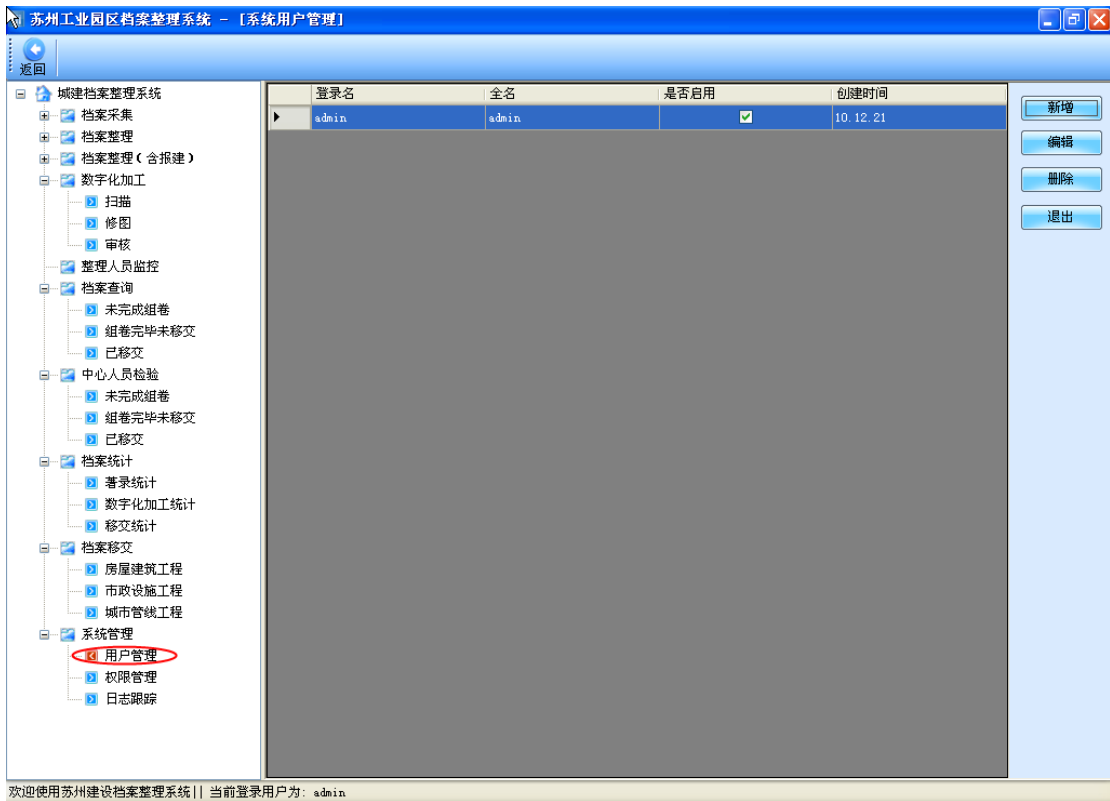 苏州工业园区档案整理系统 - [系统用户管理]
返回
城建档案整理系统
档案采集
档案整理
档案整理(含报建)
数字化加工
扫描
修图
审核
整理人员监控
档案查询
未完成组卷
组卷完毕未移交
已移交
中心人员检验
未完成组卷
组卷完毕未移交
已移交
档案统计
著录统计
数字化加工统计
移交统计
档案移交
房屋建筑工程
市政设施工程
城市管线工程
系统管理
用户管理
权限管理
日志跟踪
登录名 全名 是否启用 创建时间
admin admin 10.12.21
新增
编辑
删除
退出
欢迎使用苏州建设档案整理系统|| 当前登录用户为: admin